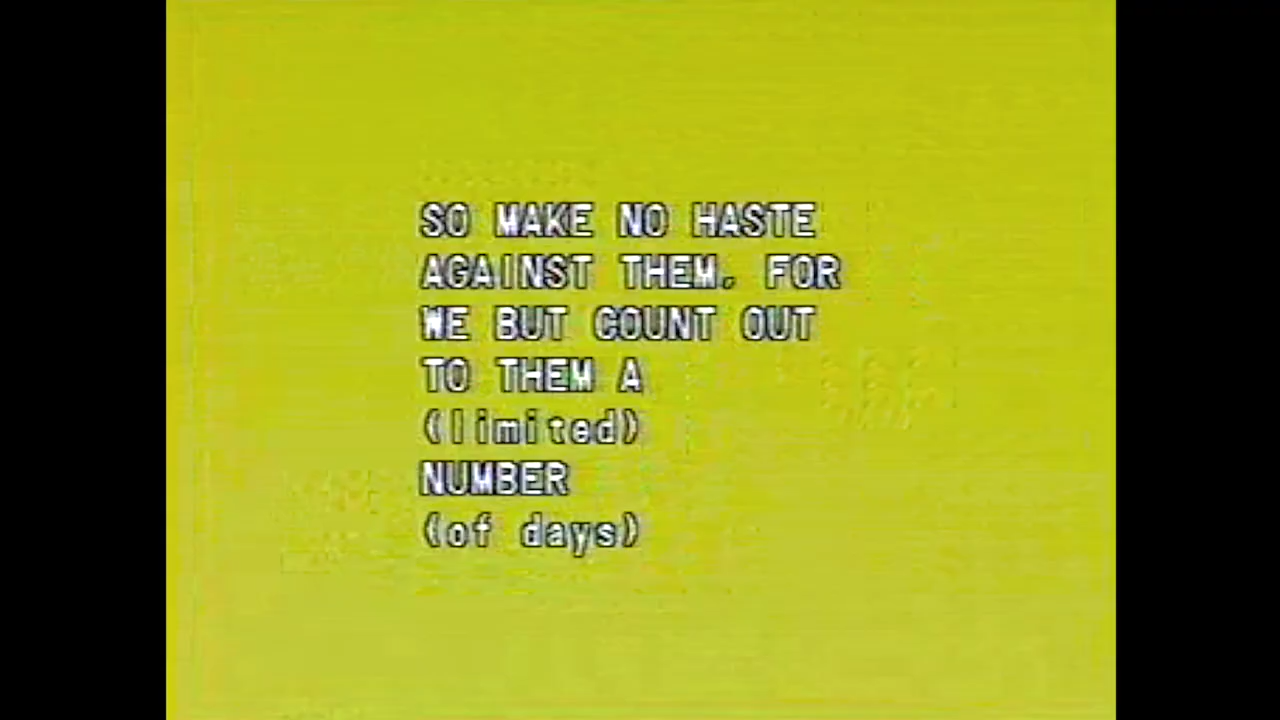 SO MAKE NO HASTE
AGAINST THEM, FOR
WE BUT COUNT OUT
TO THEM A
(limited)
NUMBER
(of days)